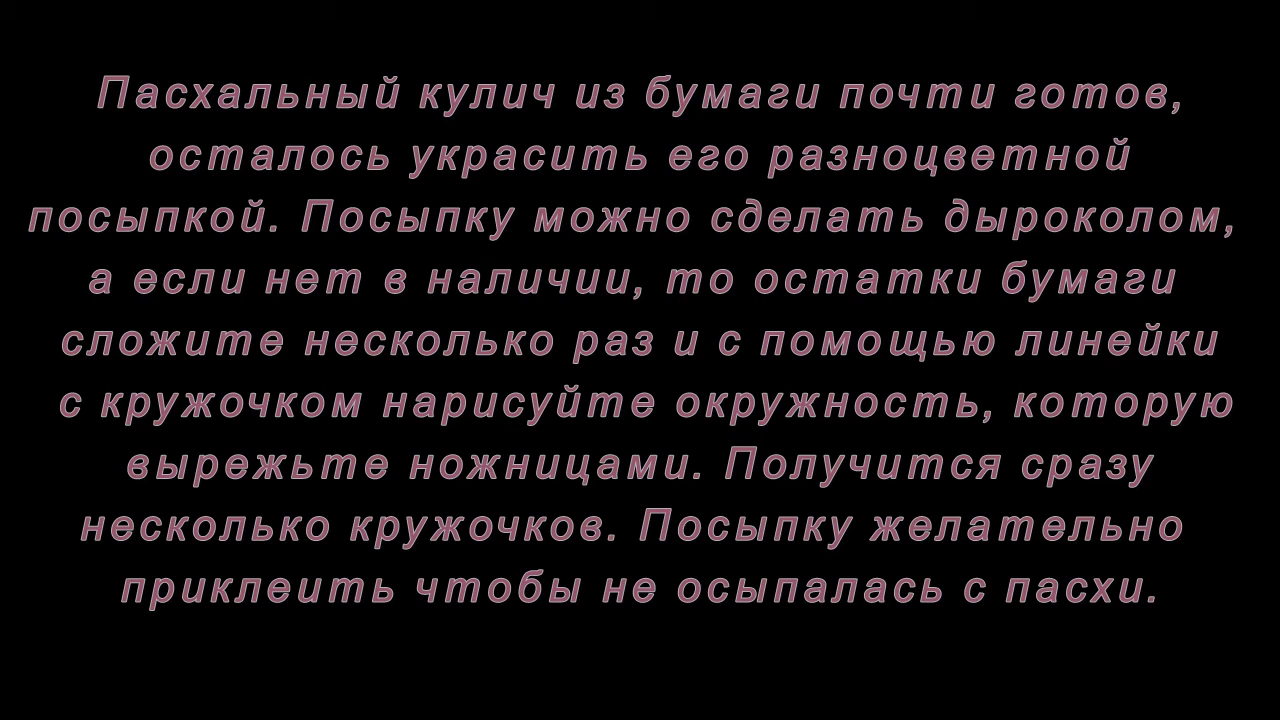 Пасхальный кулич из бумаги почти готов,
осталось украсить его разноцветной
посыпкой. Посыпку можно сделать дыроколом,
а если нет в наличии, то остатки бумаги
сложите несколько раз и с помощью линейки
с кружочком нарисуйте окружность, которую
вырежьте ножницами. Получится сразу
несколько кружочков. Посыпку желательно
приклеить чтобы не осыпалась с пасхи.